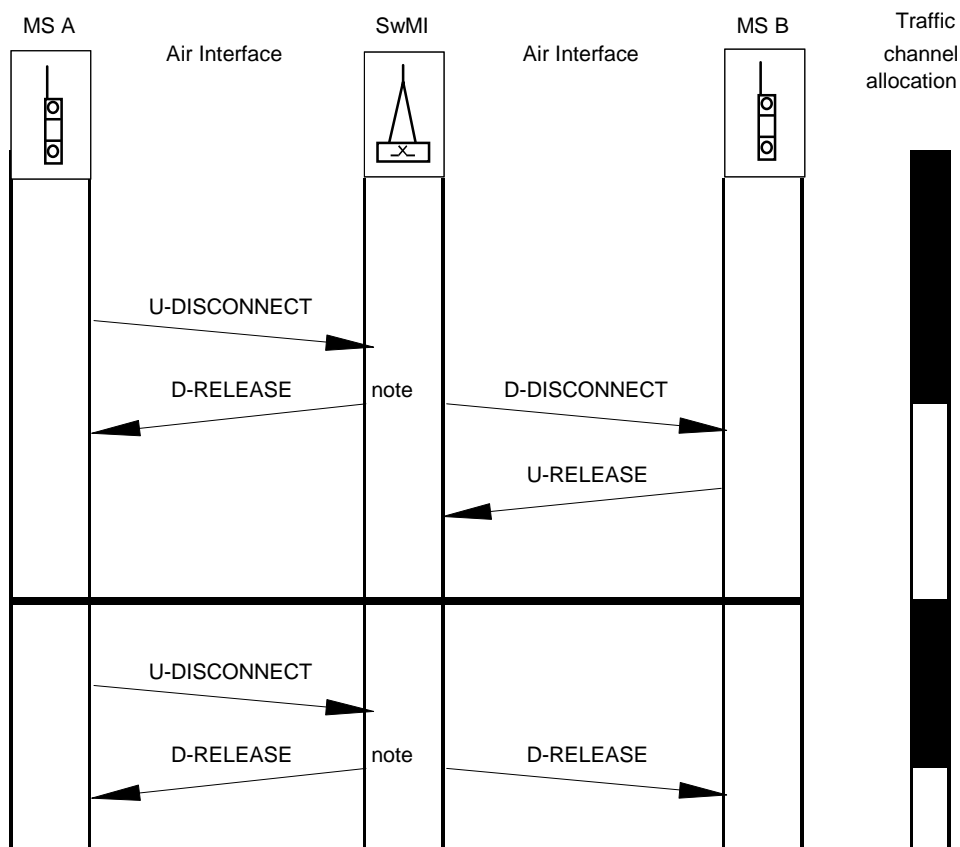 MS A
SwMI
MS B
Traffic
channel
allocation
Air Interface
Air Interface
U-DISCONNECT
D-RELEASE
note
D-DISCONNECT
U-RELEASE
U-DISCONNECT
D-RELEASE
note
D-RELEASE